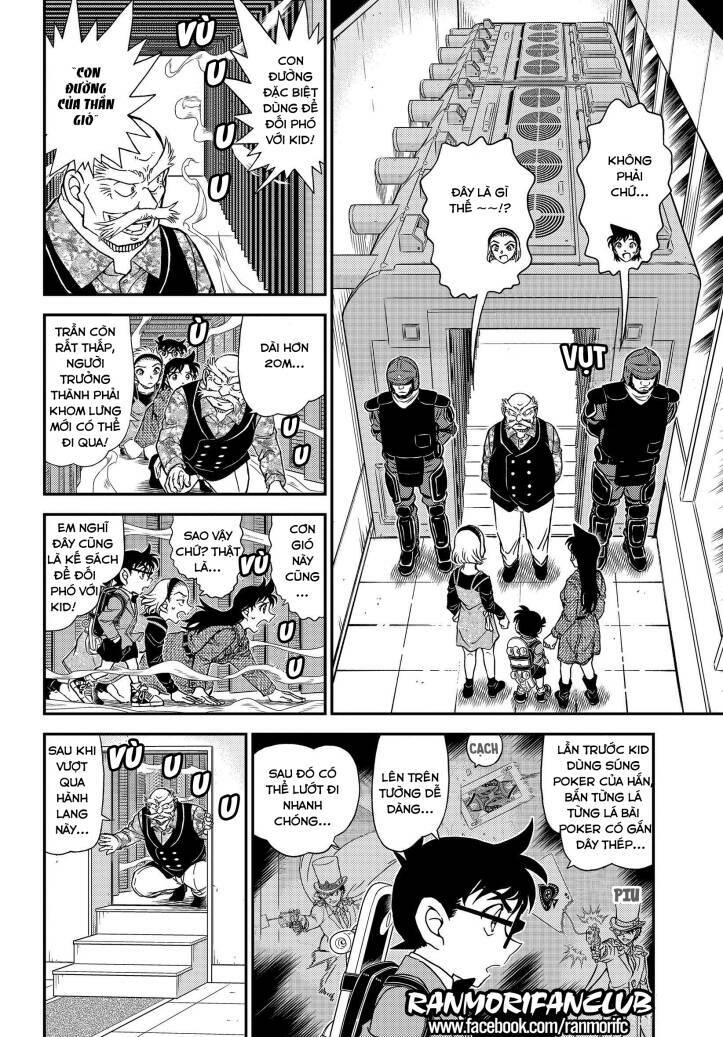 KHÔNG
PHẢI
CHỨ...
ĐÂY LÀ GÌ
THẾ ~~!?
VỤT
CON
ĐƯỜNG
ĐẶC BIỆT
DÙNG ĐỂ
ĐỐI PHÓ
VỚI KID!
VÙ
U
U
U
"CON
ĐƯỜNG
CỦA THẦN
GIÓ"
DÀI HƠN
20M...
Ù
U
U
TRẦN CÒN
RẤT THẤP,
NGƯỜI
TRƯỞNG
THÀNH PHẢI
KHOM LƯNG
MỚI CÓ THỂ
ĐI QUA!
CƠN
GIÓ NÀY
CŨNG...
VÙ
U
U
SAO VẬY
CHỨ? THẬT
LÀ...
EM NGHĨ
ĐÂY CŨNG
LÀ KẾ SÁCH
ĐỂ ĐỐI
PHÓ VỚI
KID!
LẦN TRƯỚC KID
DÙNG SÚNG
POKER CỦA HẮN,
BẮN TỪNG LÁ
TỪNG LÁ BÀI
POKER CÓ GẮN
DÂY THÉP...
CẠCH
PIU
LÊN TRÊN
TƯỜNG DỄ
DÀNG...
SAU ĐÓ CÓ
THỂ LƯỚT ĐI
NHANH
CHÓNG...
VÙ
U
U
U
SAU KHI
VƯỢT
QUA
HÀNH
LANG
NÀY...
RANMORIFANCLUB
www.facebook.com/ranmorifc